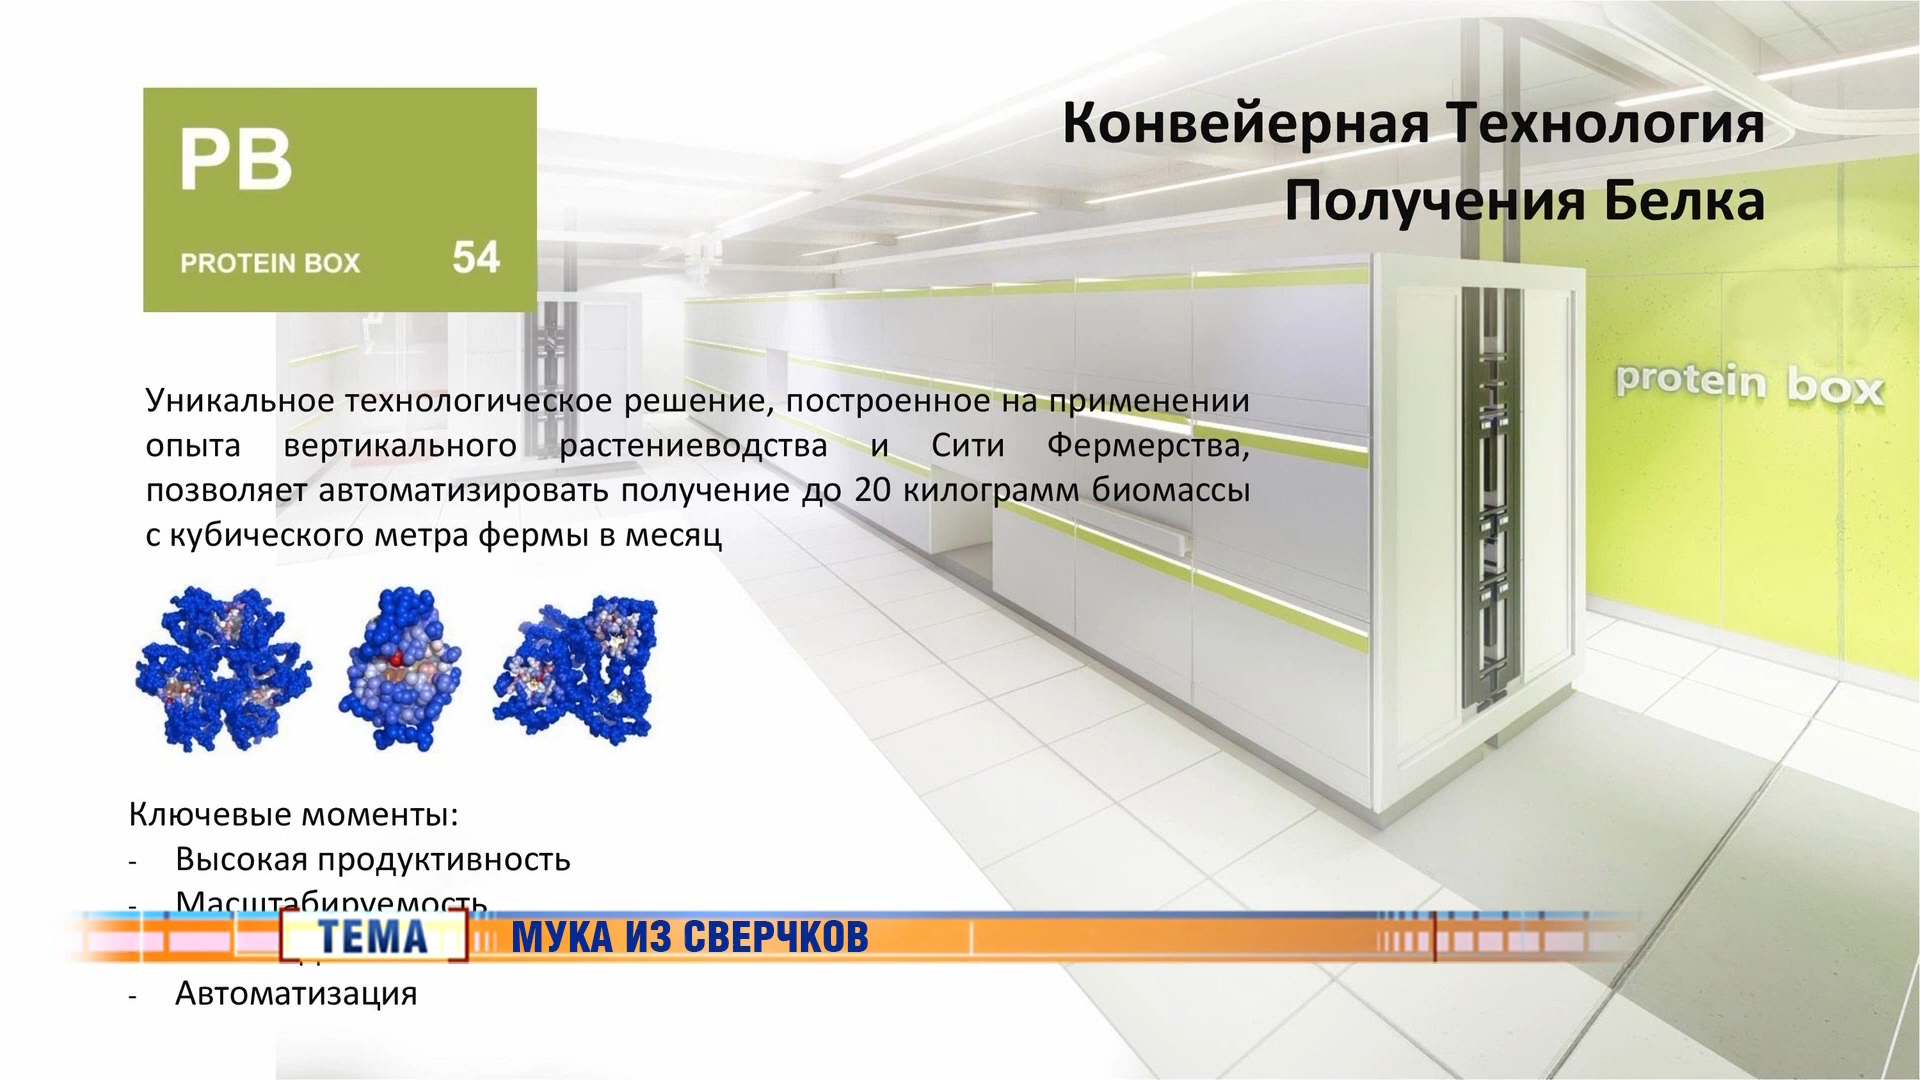 PB
PROTEIN BOX 54
Конвейерная Технология
Получения Белка
protein box
Уникальное технологическое решение, построенное на применении
опыта вертикального растениеводства и Сити Фермерства,
позволяет автоматизировать получение до 20 килограмм биомассы
с кубического метра фермы в месяц
Ключевые моменты:
- Высокая продуктивность
- Масштабируемость
ТЕМА МУКА ИЗ СВЕРЧКОВ
- Автоматизация